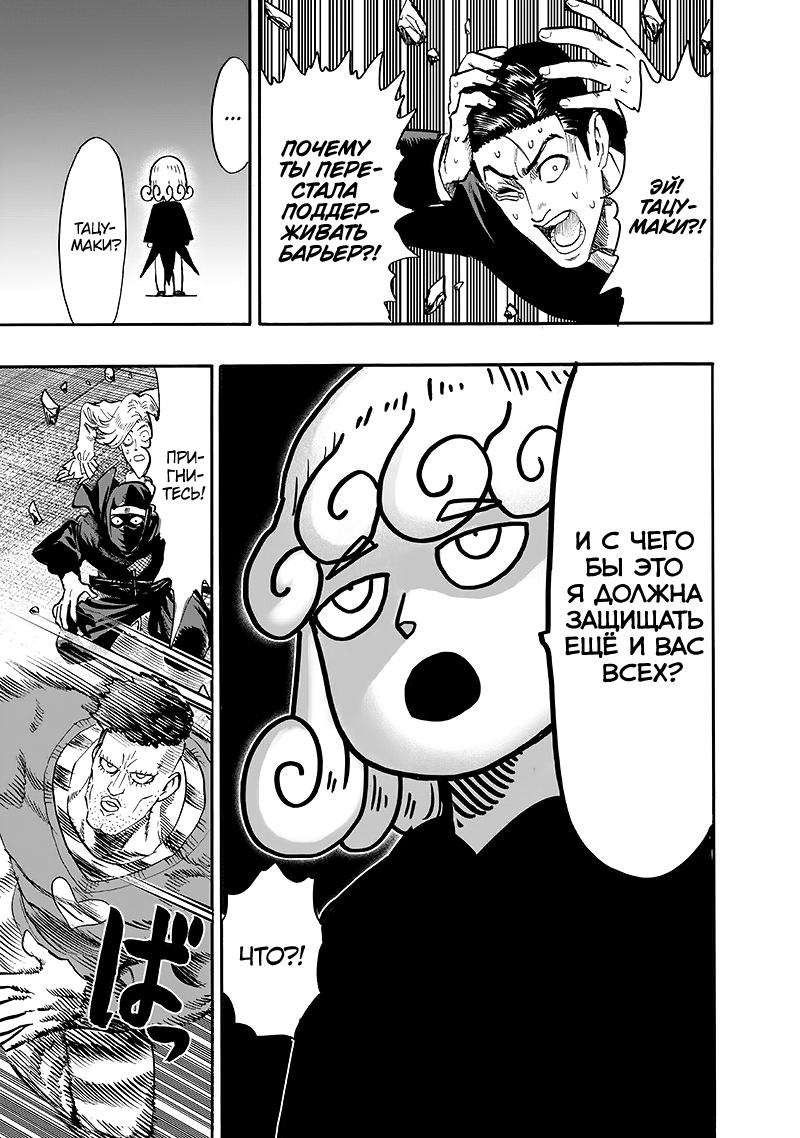 ЭЙ!
ТАЦУ-
МАКИ?!
ПОЧЕМУ
ТЫ ПЕРЕ-
СТАЛА
ПОДДЕР-
ЖИВАТЬ
БАРЬЕР?!
...
ТАЦУ-
МАКИ?
И С ЧЕГО
БЫ ЭТО
Я ДОЛЖНА
ЗАЩИЩАТЬ
ЕЩЁ И ВАС
ВСЕХ?
ЧТО?!
ПРИ-
ГНИ-
ТЕСЬ!
ばっ